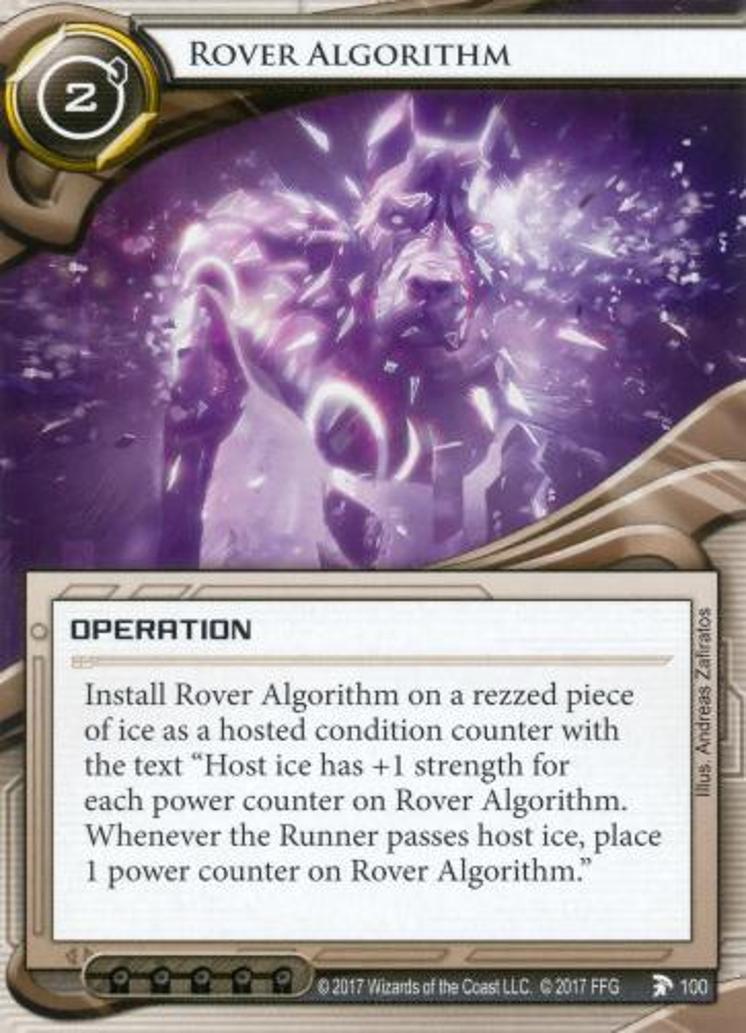 2
Rover Algorithm
Operation
Install Rover Algorithm on a rezzed piece
of ice as a hosted condition counter with
the text “Host ice has +1 strength for
each power counter on Rover Algorithm.
Whenever the Runner passes host ice, place
1 power counter on Rover Algorithm.”
Illus. Andreas Zafiratos
© 2017 Wizards of the Coast LLC. © 2017 FFG
100